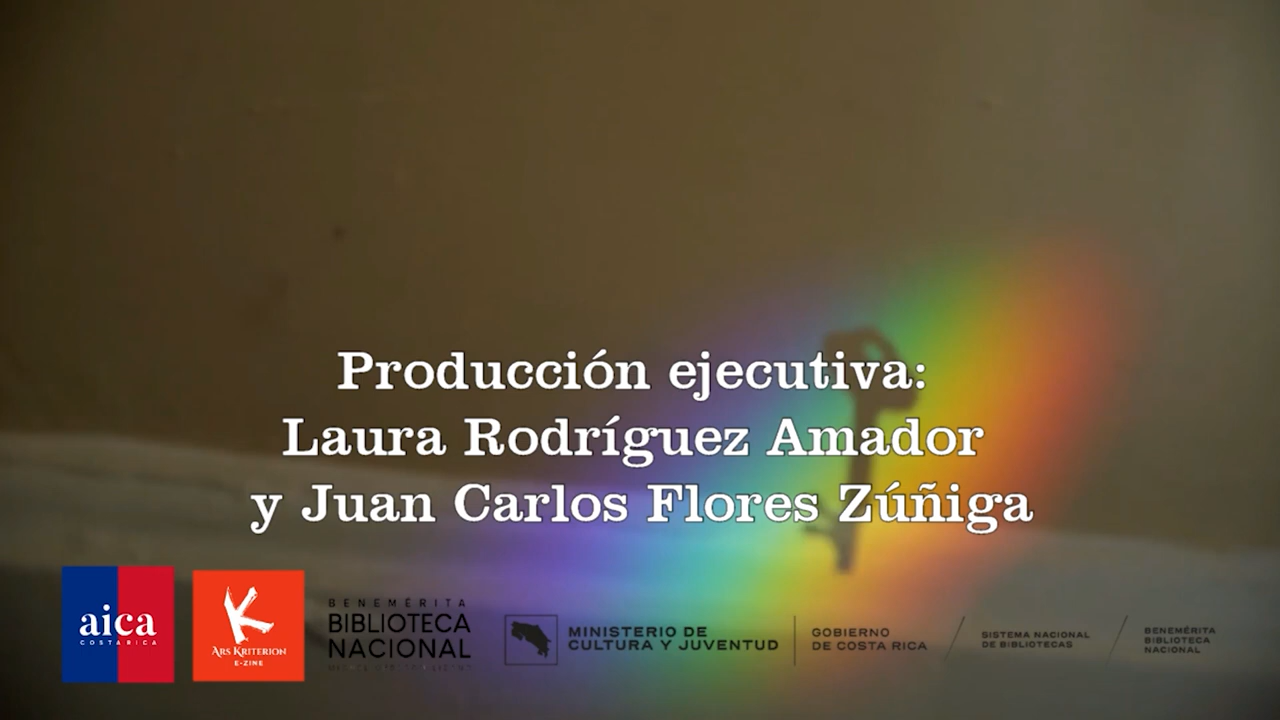 Producción ejecutiva:
Laura Rodríguez Amador
y Juan Carlos Flores Zúñiga
aica
COSTA RICA
ARS KRITERION
E-ZINE
BENEMÉRITA
BIBLIOTECA
NACIONAL
MINISTERIO DE
CULTURA Y JUVENTUD
GOBIERNO
DE COSTA RICA
SISTEMA NACIONAL
DE BIBLIOTECAS
BENEMÉRITA
BIBLIOTECA
NACIONAL